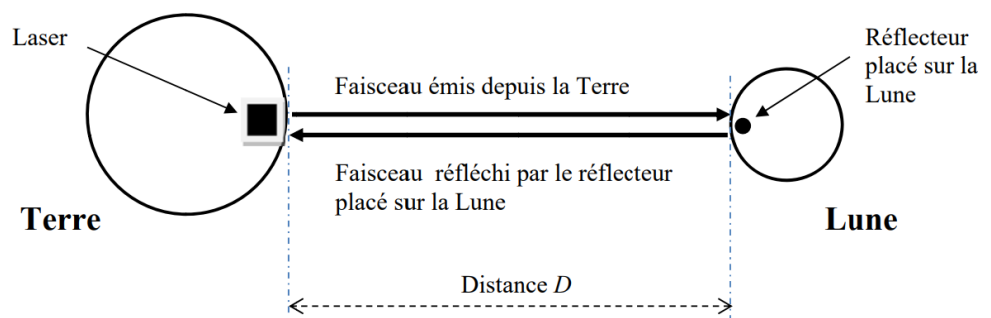 Laser
Réflecteur
placé sur la
Lune
Faisceau émis depuis la Terre
Faisceau  réfléchi par le réflecteur
placé sur la Lune
Terre
Lune
Distance D